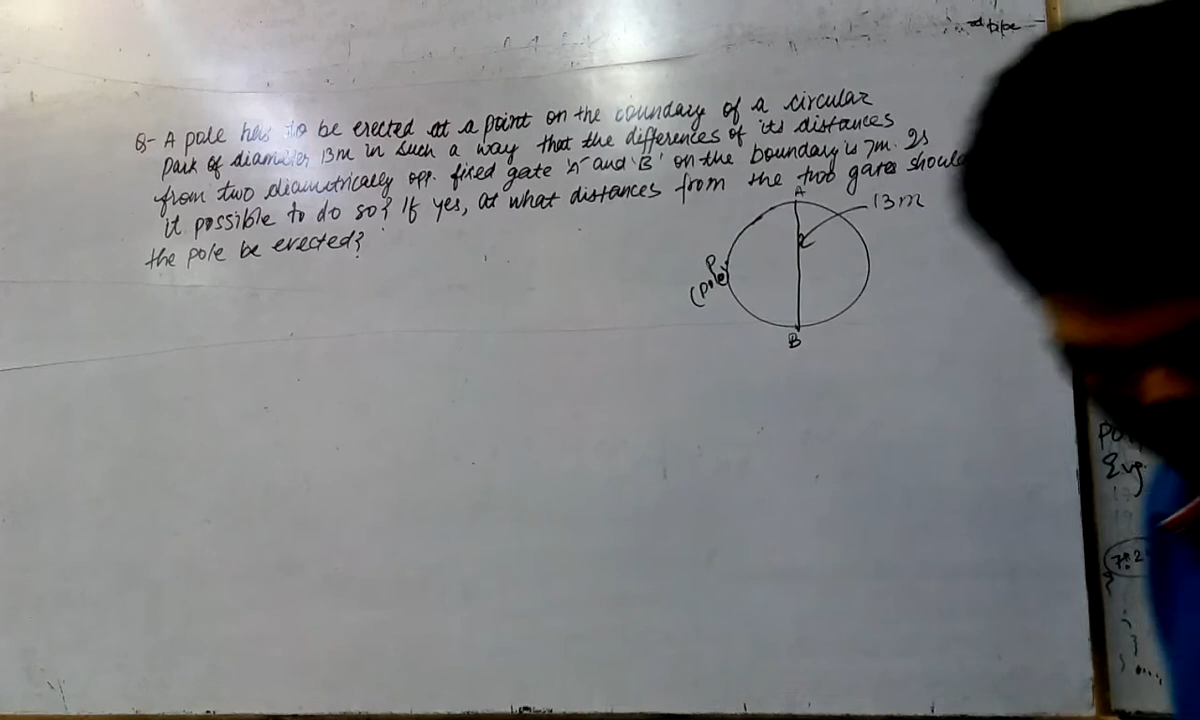 Q- A pole has to be erected at a point on the boundary of a circular
park of diameter 13m in such a way that the differences of its distances
from two diametrically opp. fixed gate 'A' and 'B' on the boundary is 7m. Is
it possible to do so? If yes, at what distances from the two gates should
the pole be erected?
A
13m
P
(pole)
B
Eng.
7:2